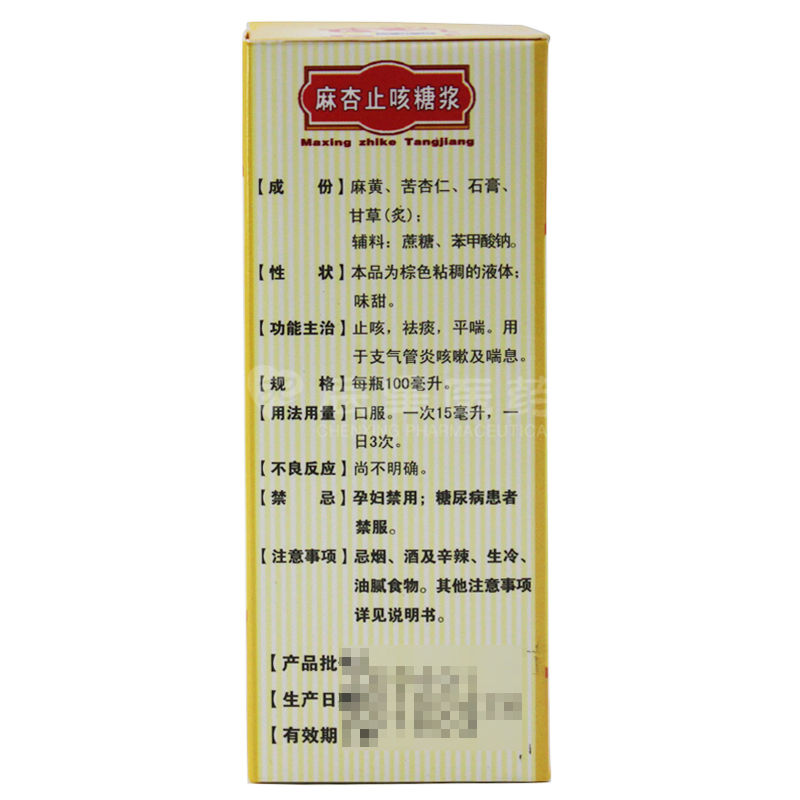 麻杏止咳糖浆
Maxing zhike Tangjiang
【成　份】麻黄、苦杏仁、石膏、
甘草(炙)；
辅料：蔗糖、苯甲酸钠。
【性　状】本品为棕色粘稠的液体；
味甜。
【功能主治】止咳，祛痰，平喘。用
于支气管炎咳嗽及喘息。
【规　格】每瓶100毫升。
【用法用量】口服。一次15毫升，一
日3次。
CHENXING PHARMACEUTICA
【不良反应】尚不明确。
【禁　忌】孕妇禁用；糖尿病患者
禁服。
【注意事项】忌烟、酒及辛辣、生冷、
油腻食物。其他注意事项
详见说明书。
【产品批
【生产日
【有效期